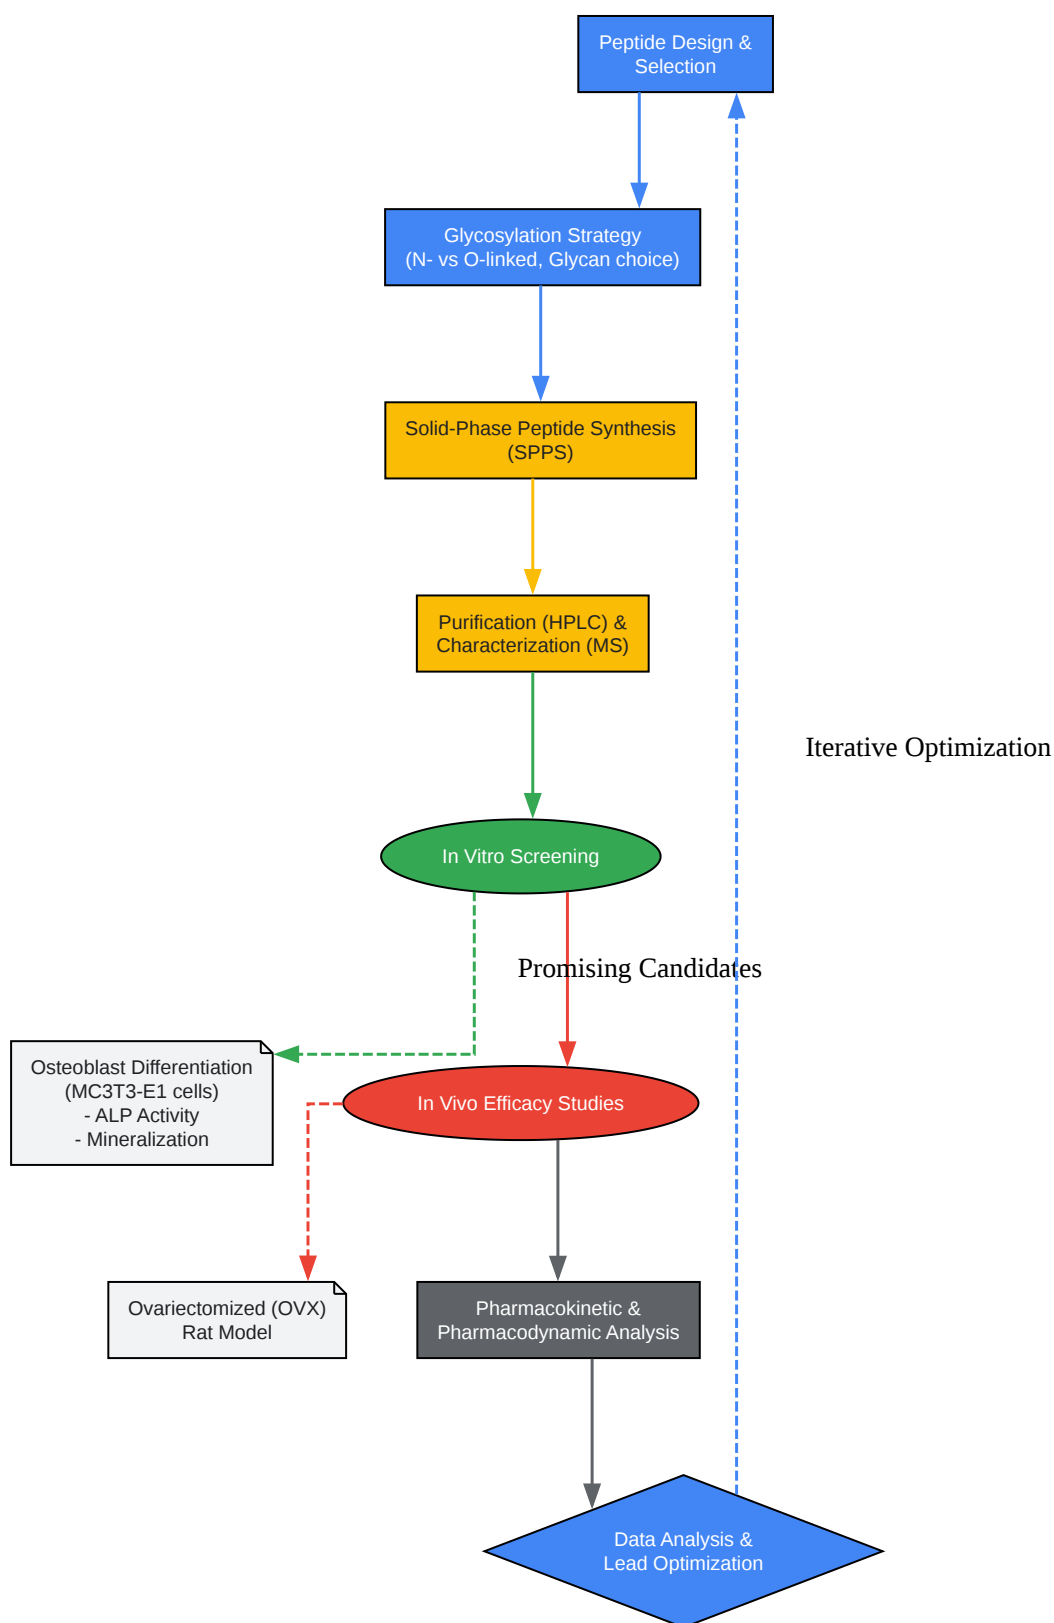 Peptide Design &
Selection
Glycosylation Strategy
(N- vs O-linked, Glycan choice)
Solid-Phase Peptide Synthesis
(SPPS)
Purification (HPLC) &
Characterization (MS)
Iterative Optimization
In Vitro Screening
Promising Candidates
Osteoblast Differentiation
(MC3T3-E1 cells)
- ALP Activity
- Mineralization
In Vivo Efficacy Studies
Ovariectomized (OVX)
Rat Model
Pharmacokinetic &
Pharmacodynamic Analysis
Data Analysis &
Lead Optimization